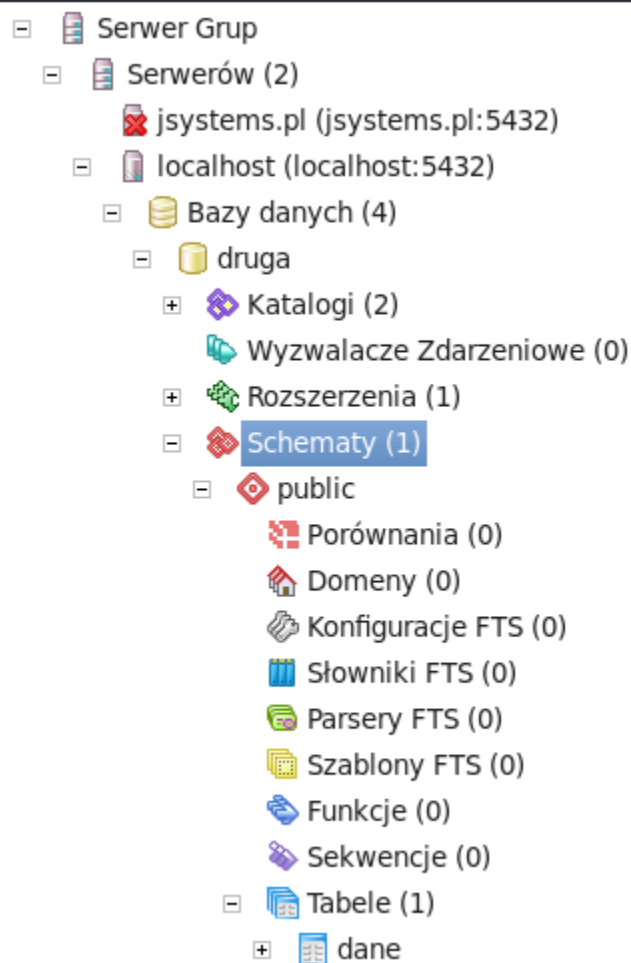 Serwer Grup
Serwerów (2)
jsystems.pl (jsystems.pl:5432)
localhost (localhost:5432)
Bazy danych (4)
druga
Katalogi (2)
Wyzwalacze Zdarzeniowe (0)
Rozszerzenia (1)
Schematy (1)
public
Porównania (0)
Domeny (0)
Konfiguracje FTS (0)
Słowniki FTS (0)
Parsery FTS (0)
Szablony FTS (0)
Funkcje (0)
Sekwencje (0)
Tabele (1)
dane